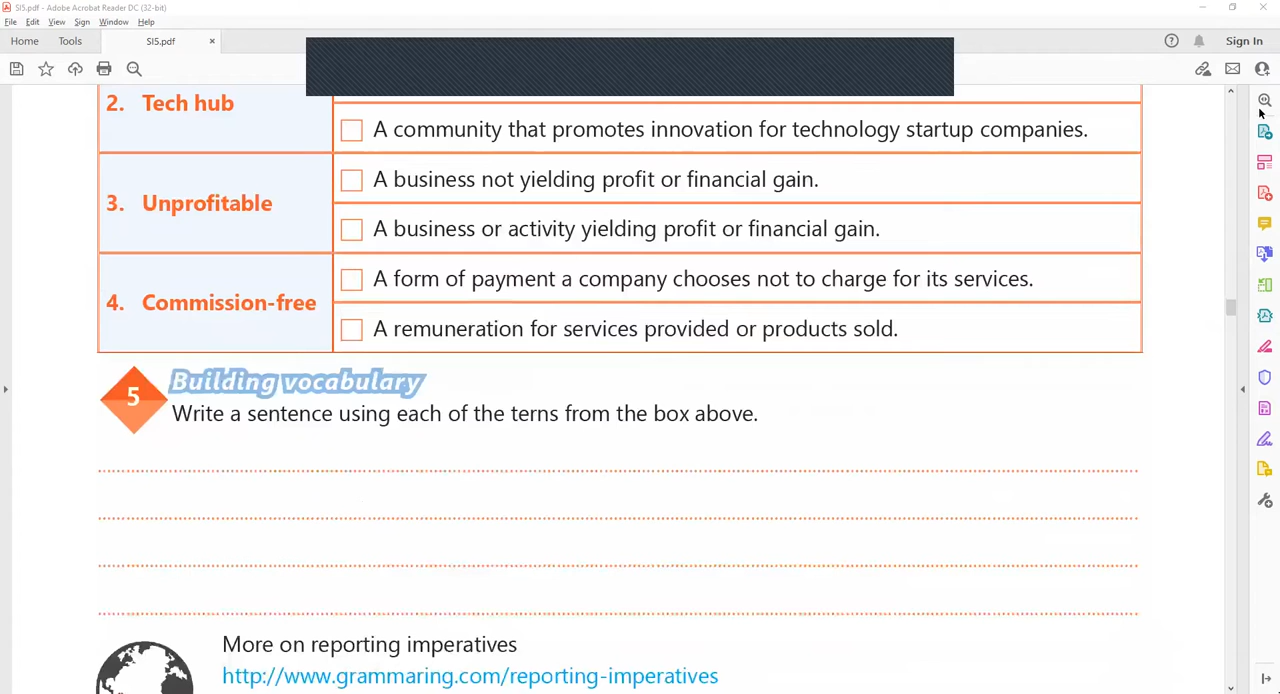 SI5.pdf - Adobe Acrobat Reader DC (32-bit)
File Edit View Sign Window Help
Home Tools SI5.pdf × Sign In
2. Tech hub
A community that promotes innovation for technology startup companies.
3. Unprofitable
A business not yielding profit or financial gain.
A business or activity yielding profit or financial gain.
4. Commission-free
A form of payment a company chooses not to charge for its services.
A remuneration for services provided or products sold.
5 Building vocabulary
Write a sentence using each of the terns from the box above.
More on reporting imperatives
http://www.grammaring.com/reporting-imperatives